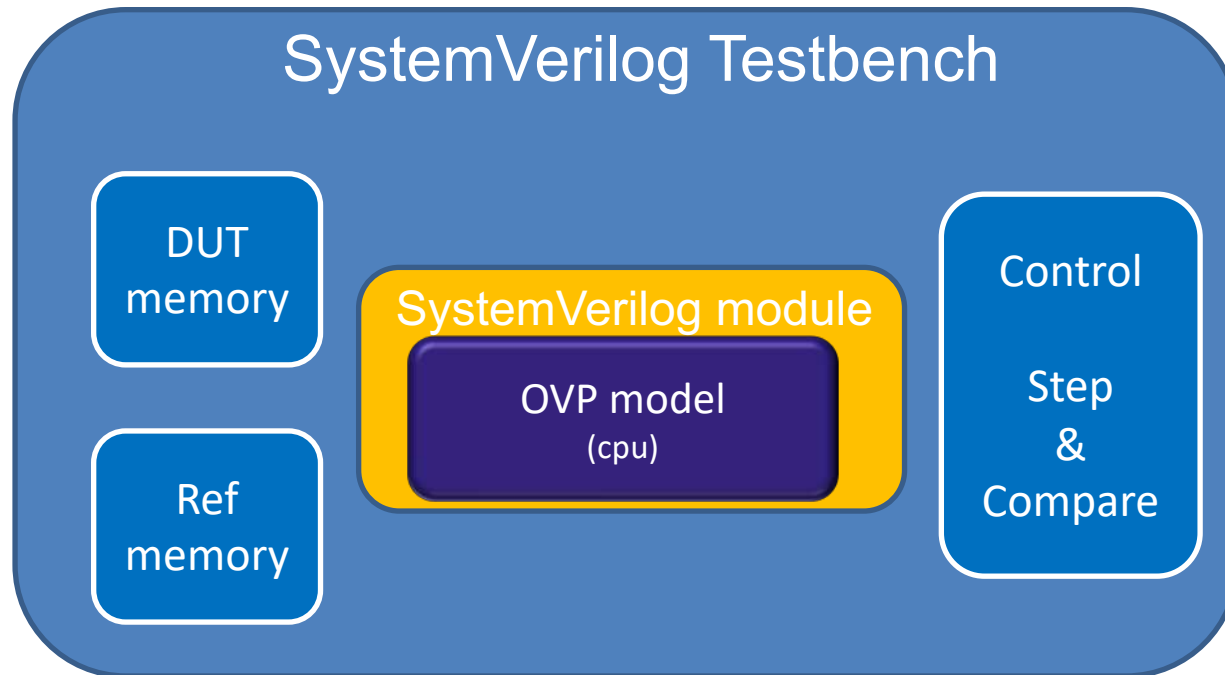 SystemVerilog Testbench
DUT
memory
Ref
memory
SystemVerilog module
OVP model
(cpu)
Control
Step
&
Compare